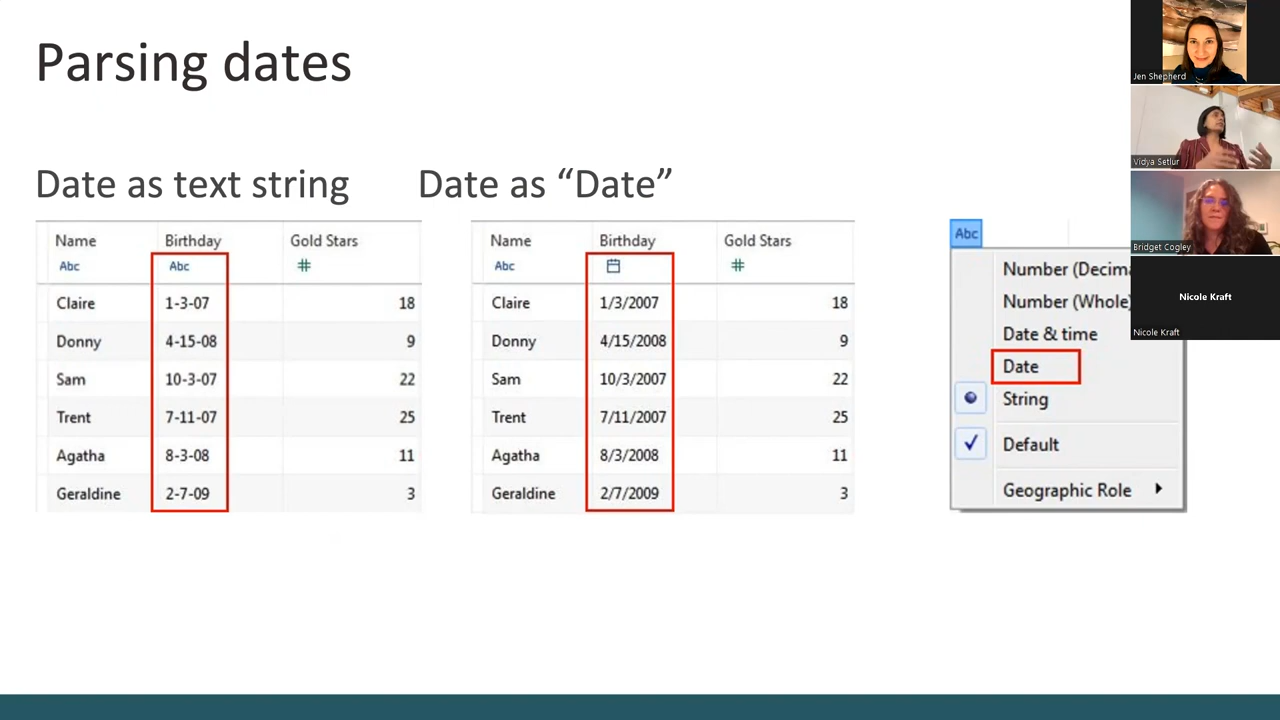 Parsing dates
Date as text string
Name Birthday Gold Stars
Abc Abc #
Claire 1-3-07 18
Donny 4-15-08 9
Sam 10-3-07 22
Trent 7-11-07 25
Agatha 8-3-08 11
Geraldine 2-7-09 3
Date as “Date”
Name Birthday Gold Stars
Abc #
Claire 1/3/2007 18
Donny 4/15/2008 9
Sam 10/3/2007 22
Trent 7/11/2007 25
Agatha 8/3/2008 11
Geraldine 2/7/2009 3
Abc
Number (Decima
Number (Whole)
Date & time
Date
String
Default
Geographic Role
Jen Shepherd
Vidya Setlur
Bridget Cogley
Nicole Kraft
Nicole Kraft